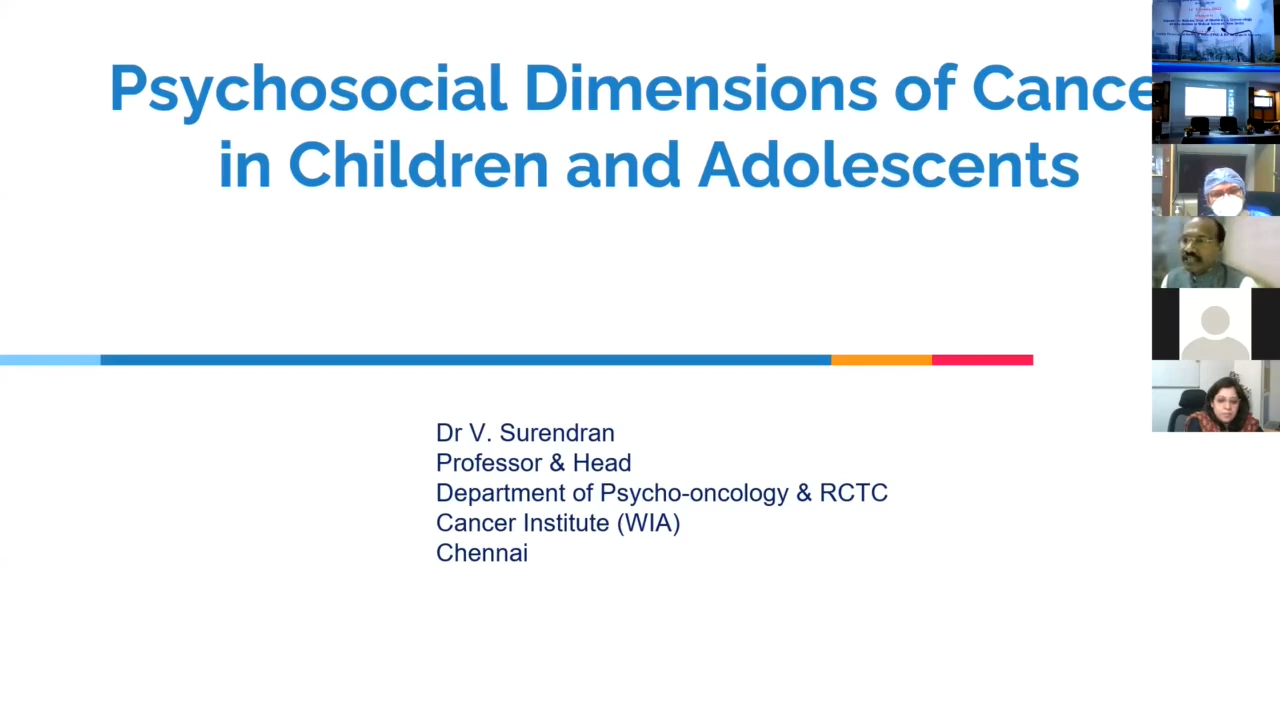 Psychosocial Dimensions of Cance
in Children and Adolescents
Dr V. Surendran
Professor & Head
Department of Psycho-oncology & RCTC
Cancer Institute (WIA)
Chennai